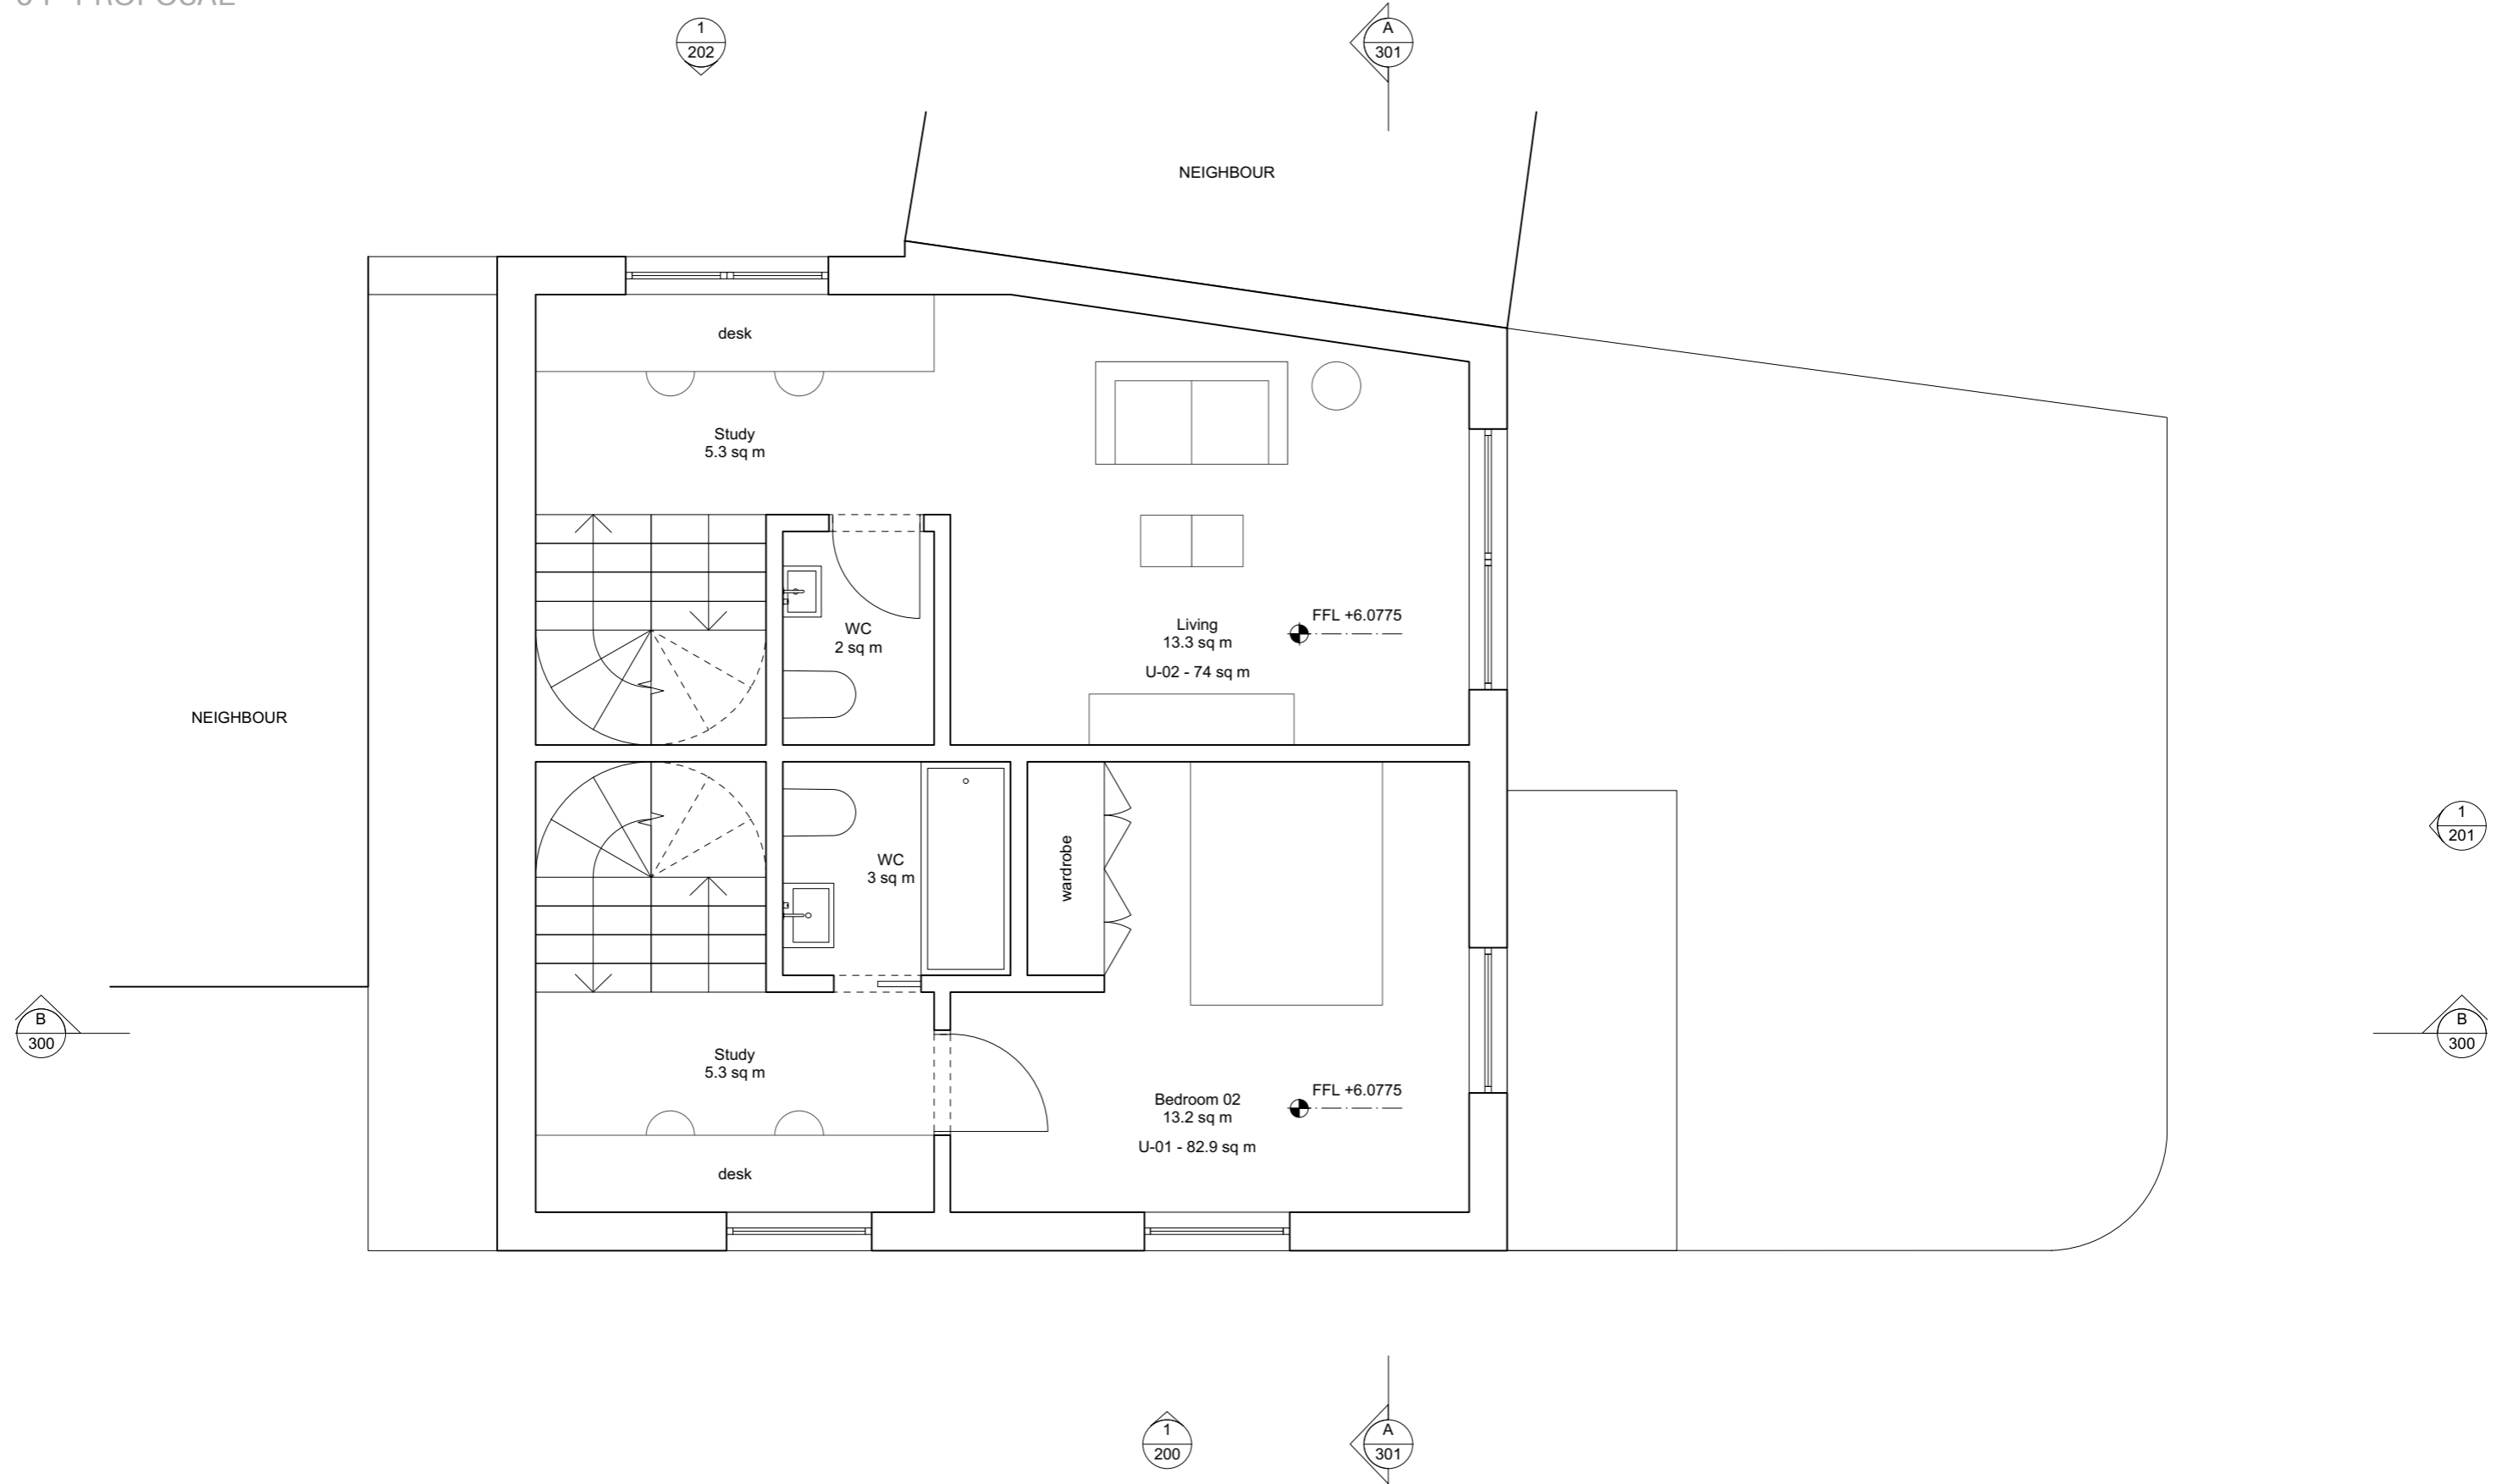 PROPOSAL
1
202
A
301
NEIGHBOUR
desk
Study
5.3 sq m
WC
2 sq m
Living
13.3 sq m
FFL +6.0775
U-02 - 74 sq m
NEIGHBOUR
1
201
wardrobe
WC
3 sq m
B
300
B
300
Study
5.3 sq m
Bedroom 02
13.2 sq m
FFL +6.0775
U-01 - 82.9 sq m
desk
1
200
A
301